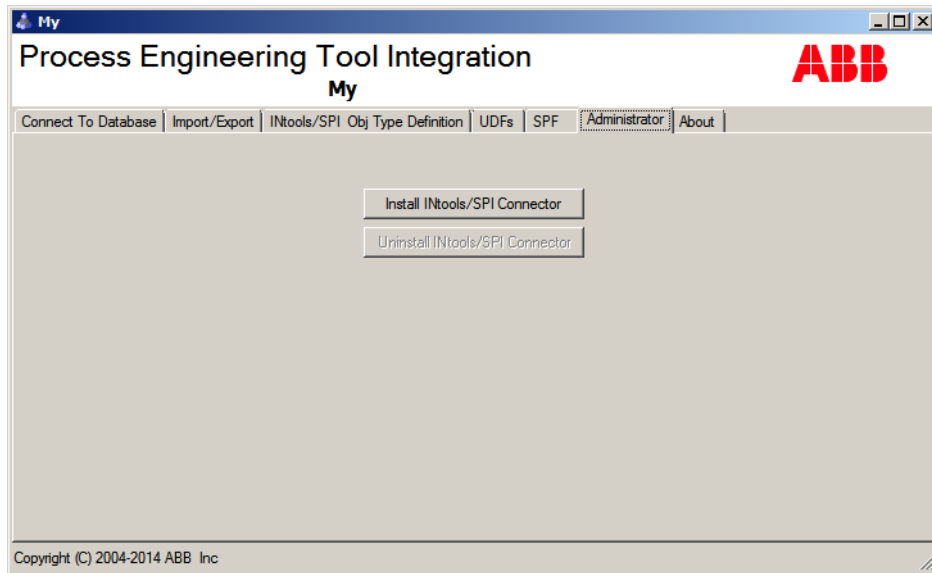 My
Process Engineering Tool Integration
ABB
My
Connect To Database Import/Export INtools/SPI Obj Type Definition UDFs SPF Administrator About
Install INtools/SPI Connector
Uninstall INtools/SPI Connector
Copyright (C) 2004-2014 ABB Inc